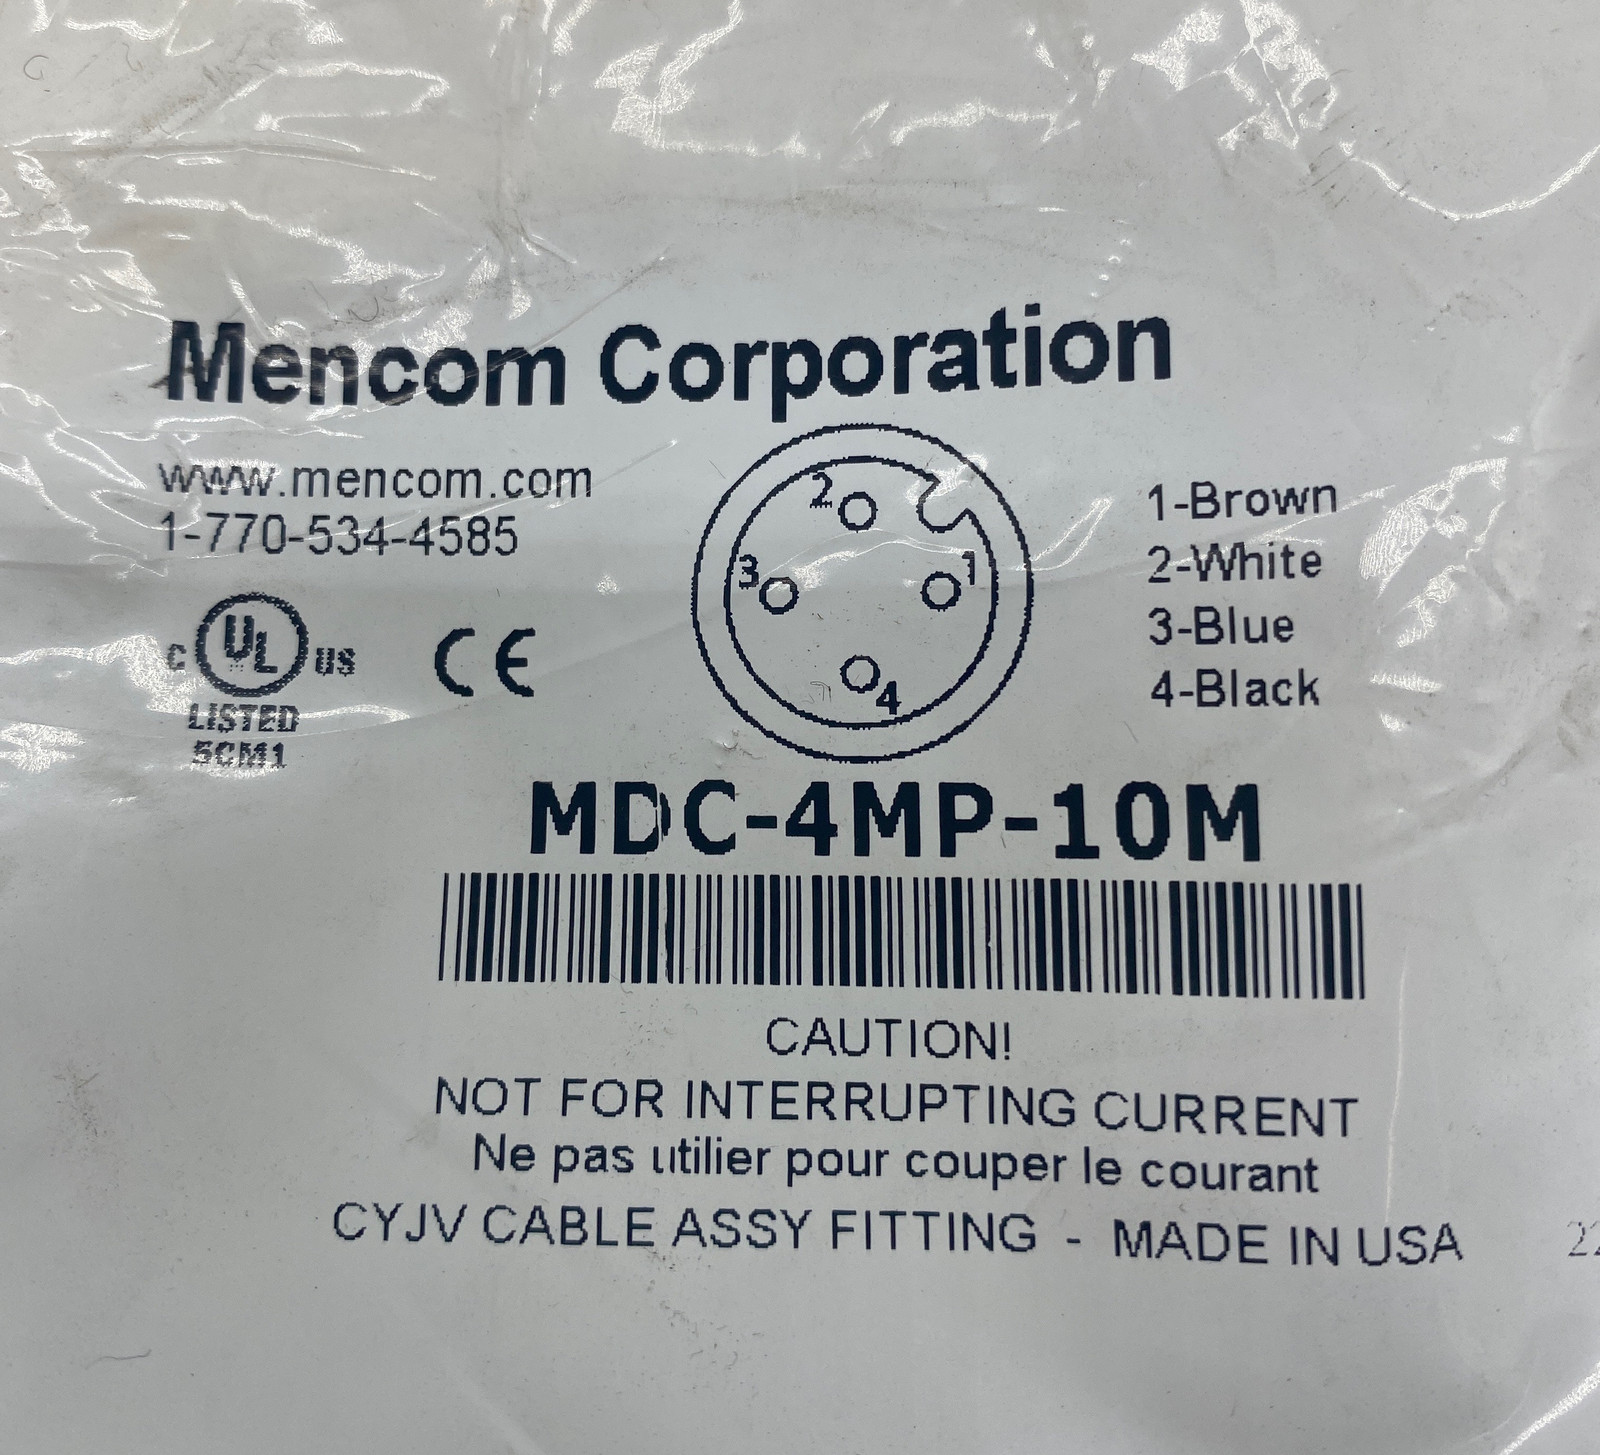 Mencom Corporation
www.mencom.com
1-770-534-4585
C UL US
LISTED
5CM1
CE
2
1
3
4
1-Brown
2-White
3-Blue
4-Black
MDC-4MP-10M
CAUTION!
NOT FOR INTERRUPTING CURRENT
Ne pas utilier pour couper le courant
CYJV CABLE ASSY FITTING - MADE IN USA